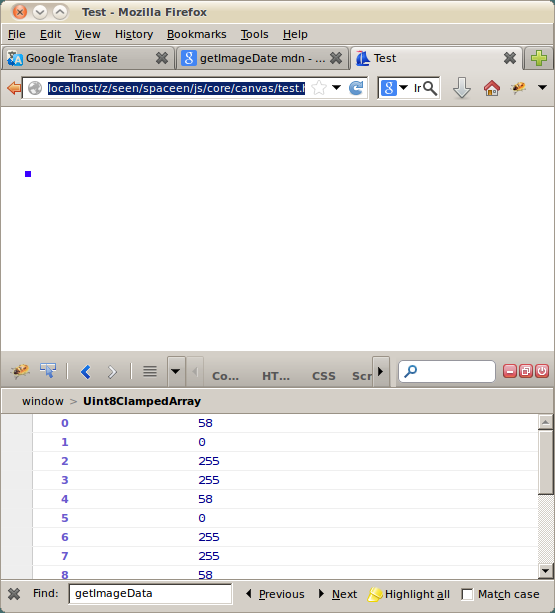 Test - Mozilla Firefox
File Edit View History Bookmarks Tools Help
Google Translate getImageDate mdn - ... Test
localhost/z/seen/spaceen/js/core/canvas/test.h Ir
Co... HT... CSS Scr
window > Uint8ClampedArray
0 58
1 0
2 255
3 255
4 58
5 0
6 255
7 255
8 58
Find: getImageData Previous Next Highlight all Match case